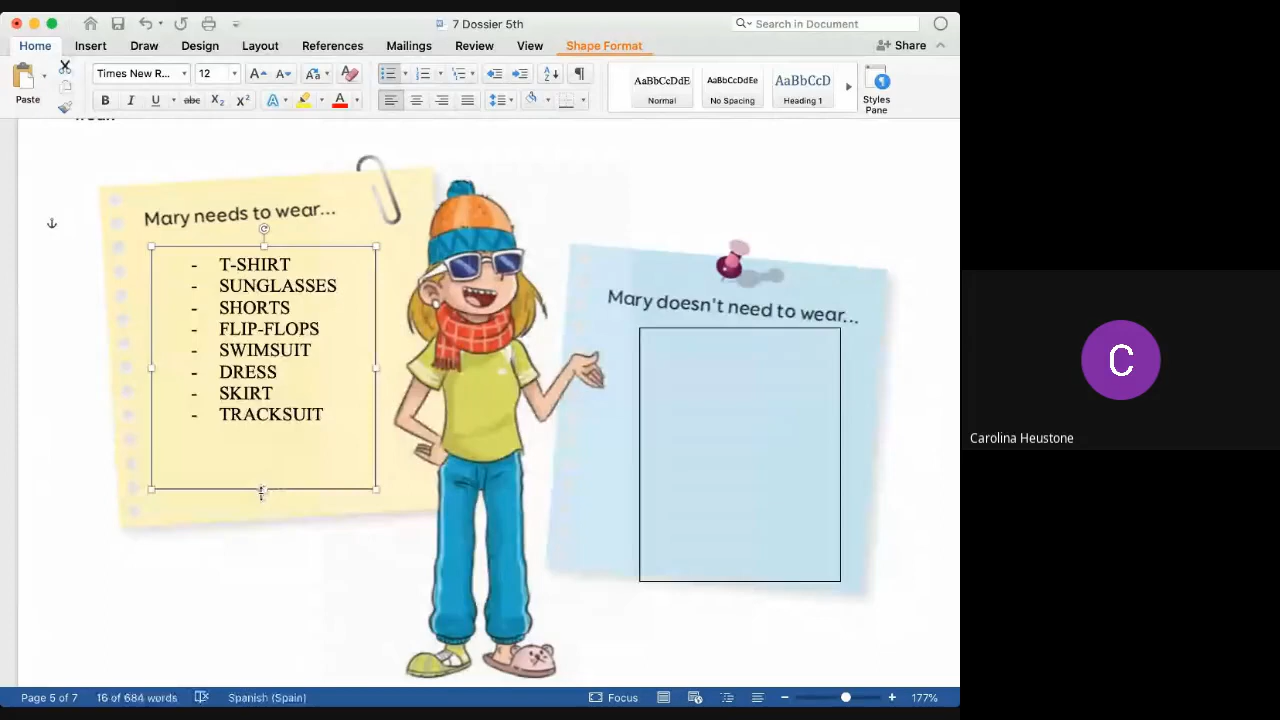 7 Dossier 5th
Search in Document
Home Insert Draw Design Layout References Mailings Review View Shape Format Share
Paste Times New R... 12 AaBbCcDdE Normal AaBbCcDdEe No Spacing AaBbCcD Heading 1 Styles Pane
Mary needs to wear...
- T-SHIRT
- SUNGLASSES
- SHORTS
- FLIP-FLOPS
- SWIMSUIT
- DRESS
- SKIRT
- TRACKSUIT
Mary doesn't need to wear...
C
Carolina Heustone
Page 5 of 7 16 of 684 words Spanish (Spain) Focus 177%